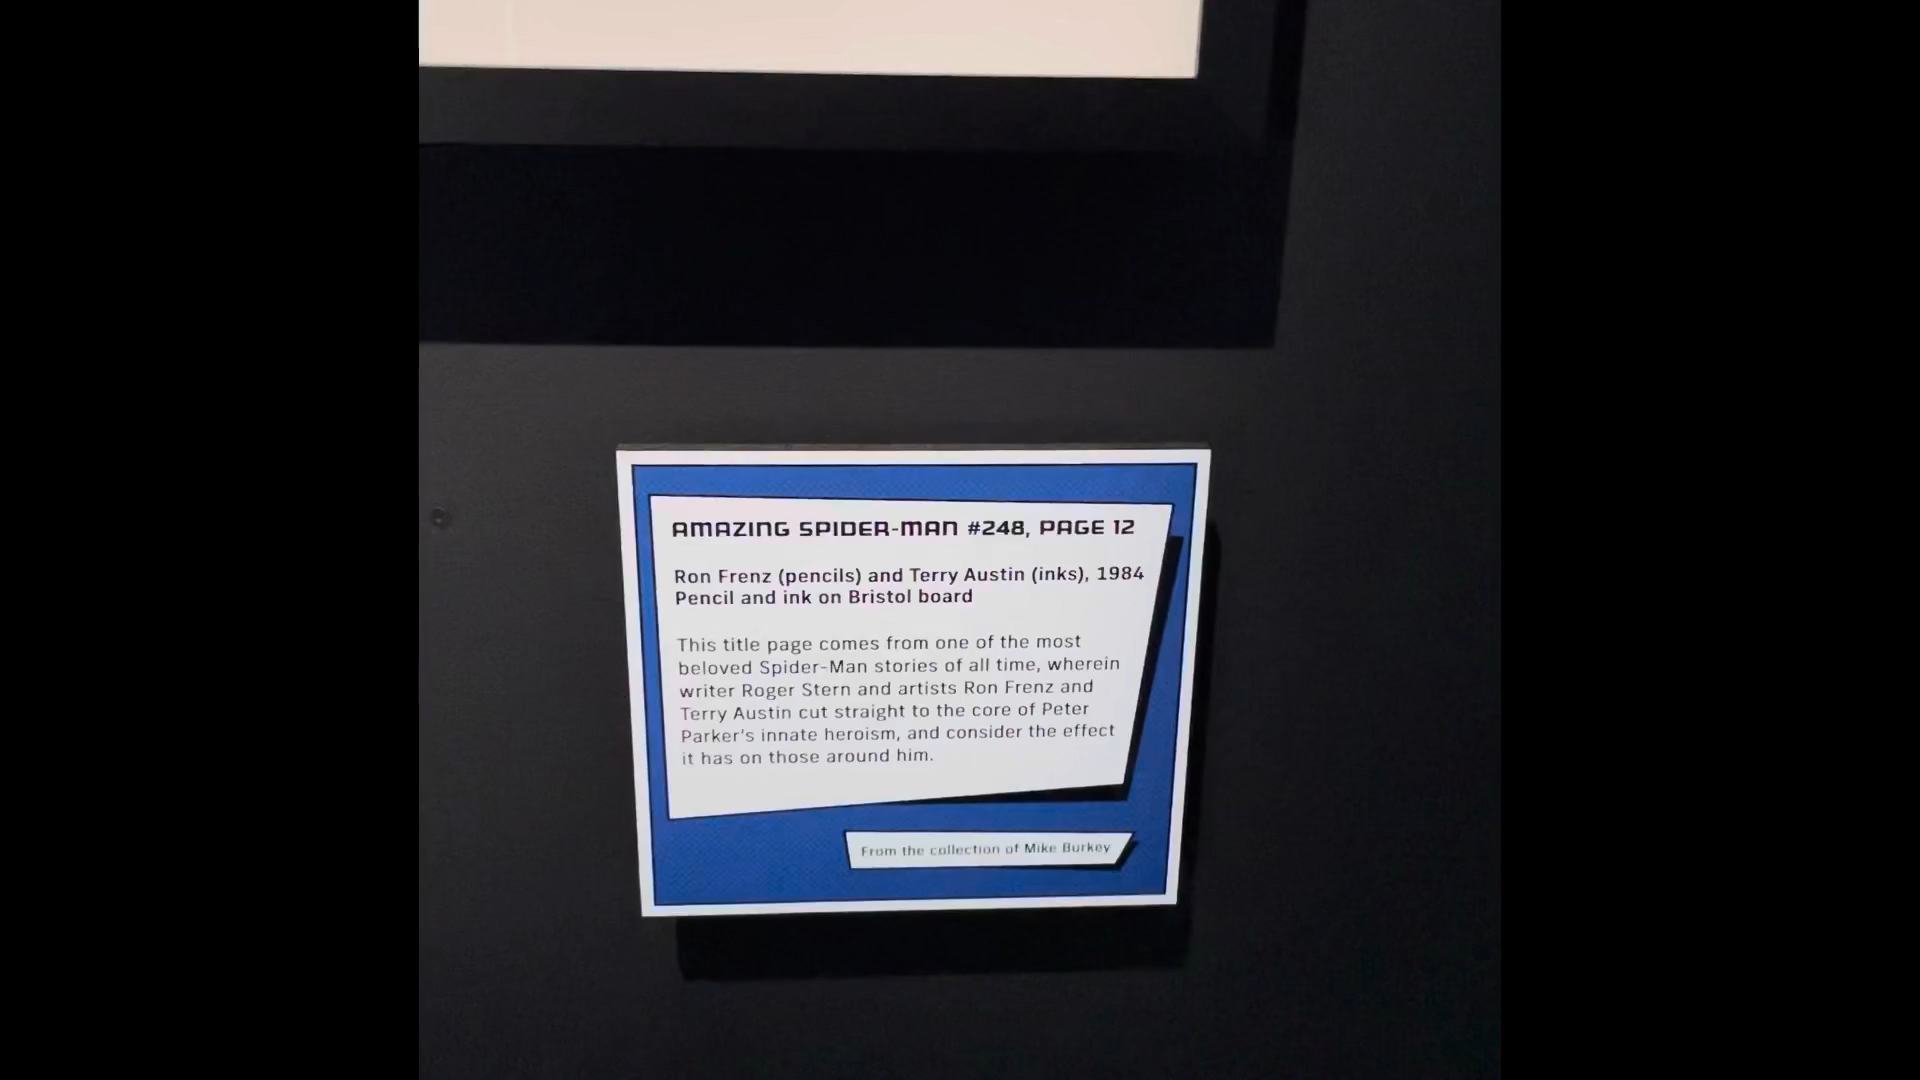 AMAZING SPIDER-MAN #248, PAGE 12
Ron Frenz (pencils) and Terry Austin (inks), 1984
Pencil and ink on Bristol board
This title page comes from one of the most
beloved Spider-Man stories of all time, wherein
writer Roger Stern and artists Ron Frenz and
Terry Austin cut straight to the core of Peter
Parker's innate heroism, and consider the effect
it has on those around him.
From the collection of Mike Burkey